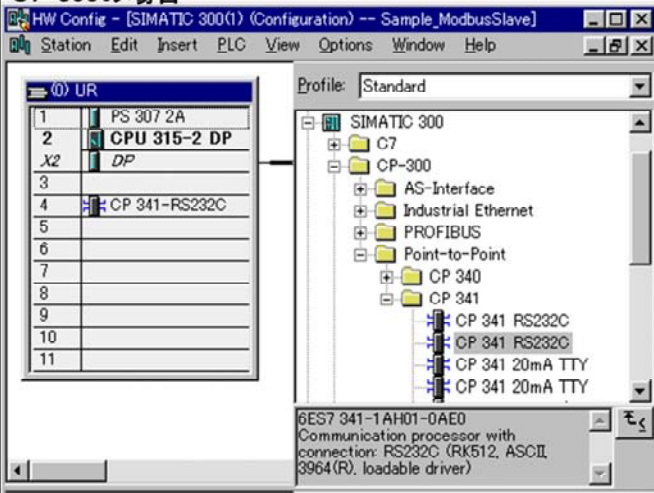 HW Config - [SIMATIC 300(1) (Configuration) -- Sample_ModbusSlave]
Station Edit Insert PLC View Options Window Help
(0) UR
1 PS 307 2A
2 CPU 315-2 DP
X2 DP
3
4 CP 341-RS232C
5
6
7
8
9
10
11
Profile: Standard
SIMATIC 300
C7
CP-300
AS-Interface
Industrial Ethernet
PROFIBUS
Point-to-Point
CP 340
CP 341
CP 341 RS232C
CP 341 RS232C
CP 341 20mA TTY
CP 341 20mA TTY
6ES7 341-1AH01-0AE0
Communication processor with
connection: RS232C (RK512, ASCII,
3964(R), loadable driver)